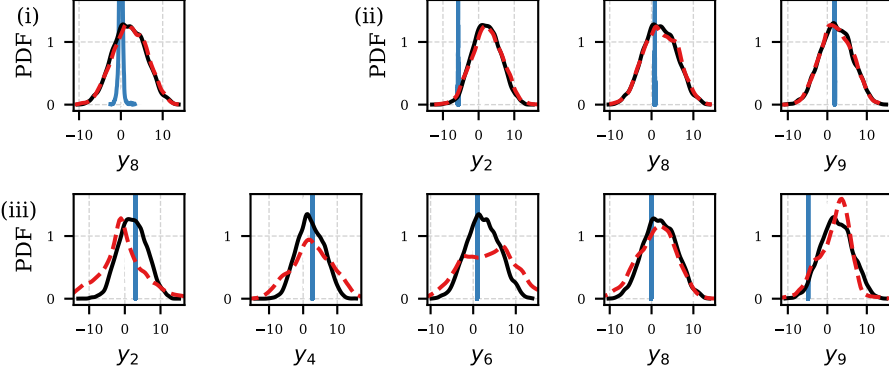 (i) (ii)
PDF 1 0 PDF 1 0 1 0 1 0
−10 0 10 −10 0 10 −10 0 10 −10 0 10
y8 y2 y8 y9
(iii)
PDF 1 0 1 0 1 0 1 0 1 0
−10 0 10 −10 0 10 −10 0 10 −10 0 10 −10 0 10
y2 y4 y6 y8 y9